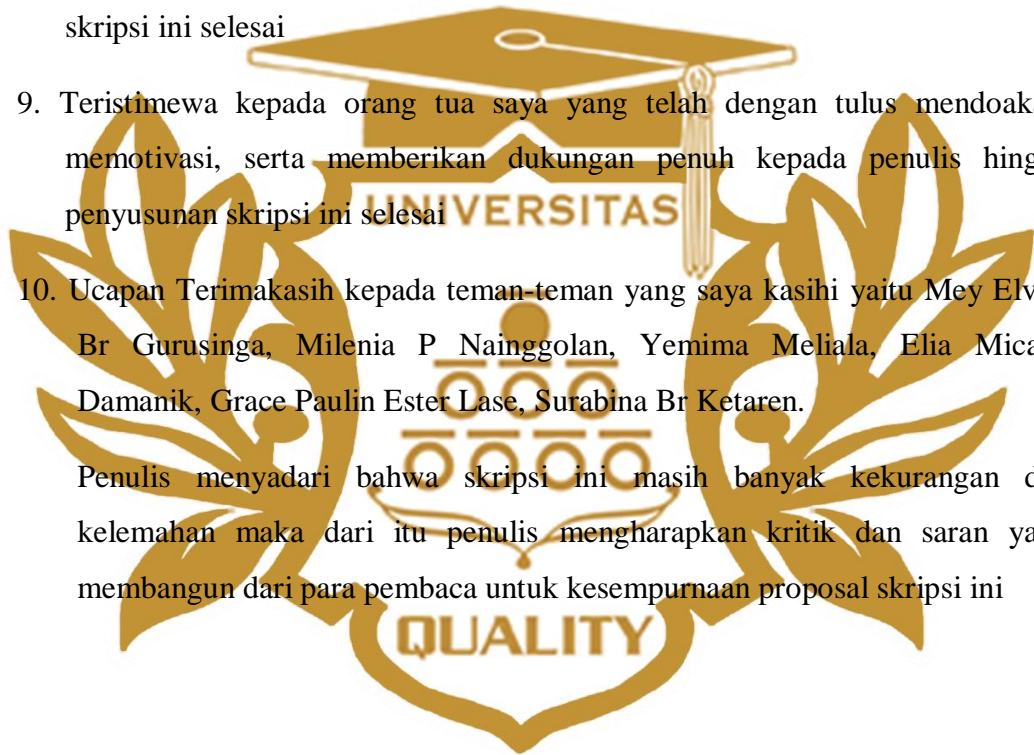 skripsi ini selesai
9. Teristimewa kepada orang tua saya yang telah dengan tulus mendoak
memotivasi, serta memberikan dukungan penuh kepada penulis hing
penyusunan skripsi ini selesai
UNIVERSITAS
10. Ucapan Terimakasih kepada teman-teman yang saya kasihi yaitu Mey Elv
Br Gurusinga, Milenia P Nainggolan, Yemima Meliala, Elia Mica
Damanik, Grace Paulin Ester Lase, Surabina Br Ketaren.
Penulis menyadari bahwa skripsi ini masih banyak kekurangan d
kelemahan maka dari itu penulis mengharapkan kritik dan saran ya
membangun dari para pembaca untuk kesempurnaan proposal skripsi ini
QUALITY